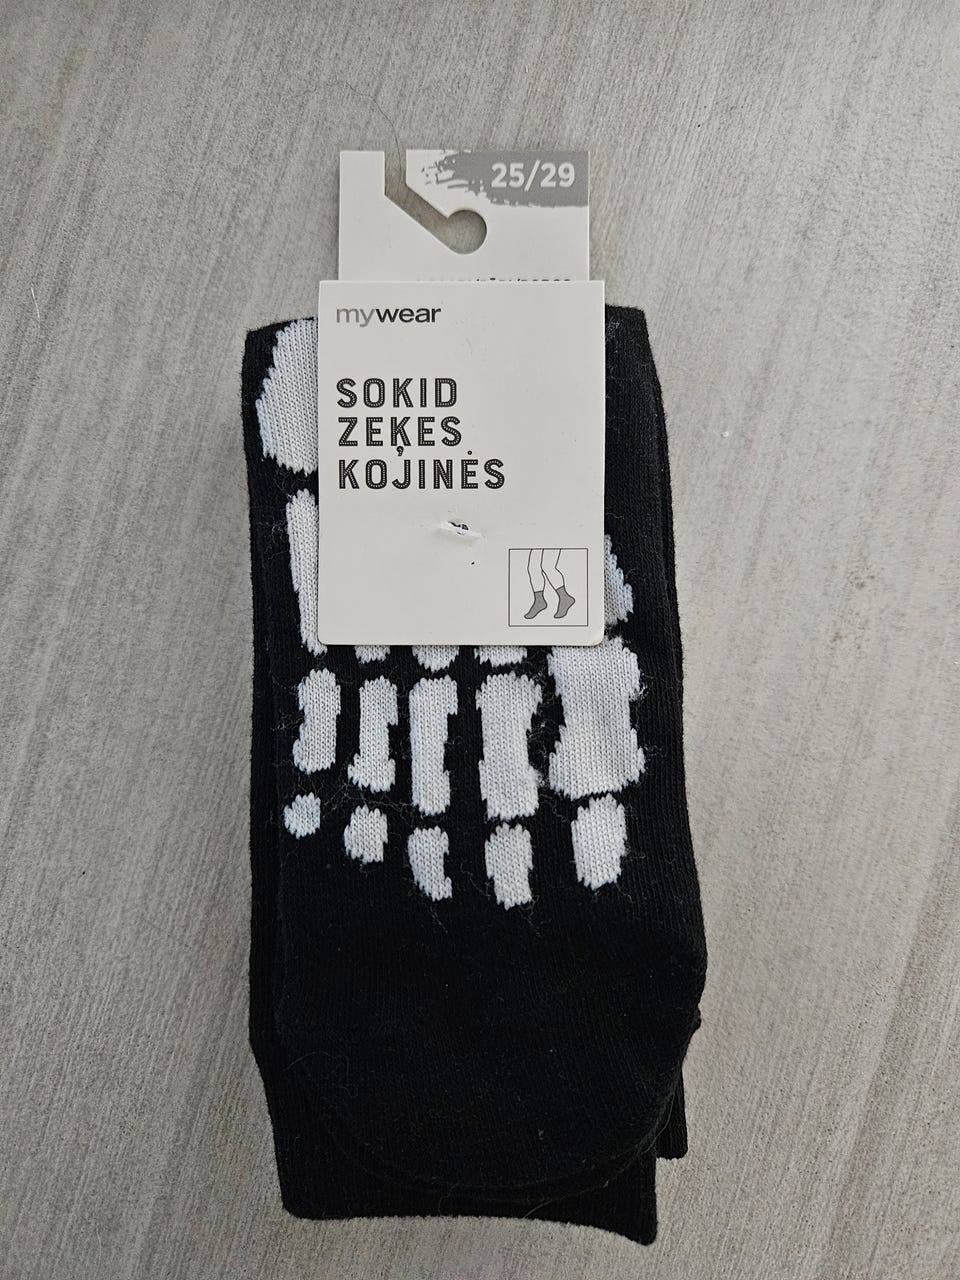 25/29
mywear
SOKID
ZEĶES
KOJINĖS